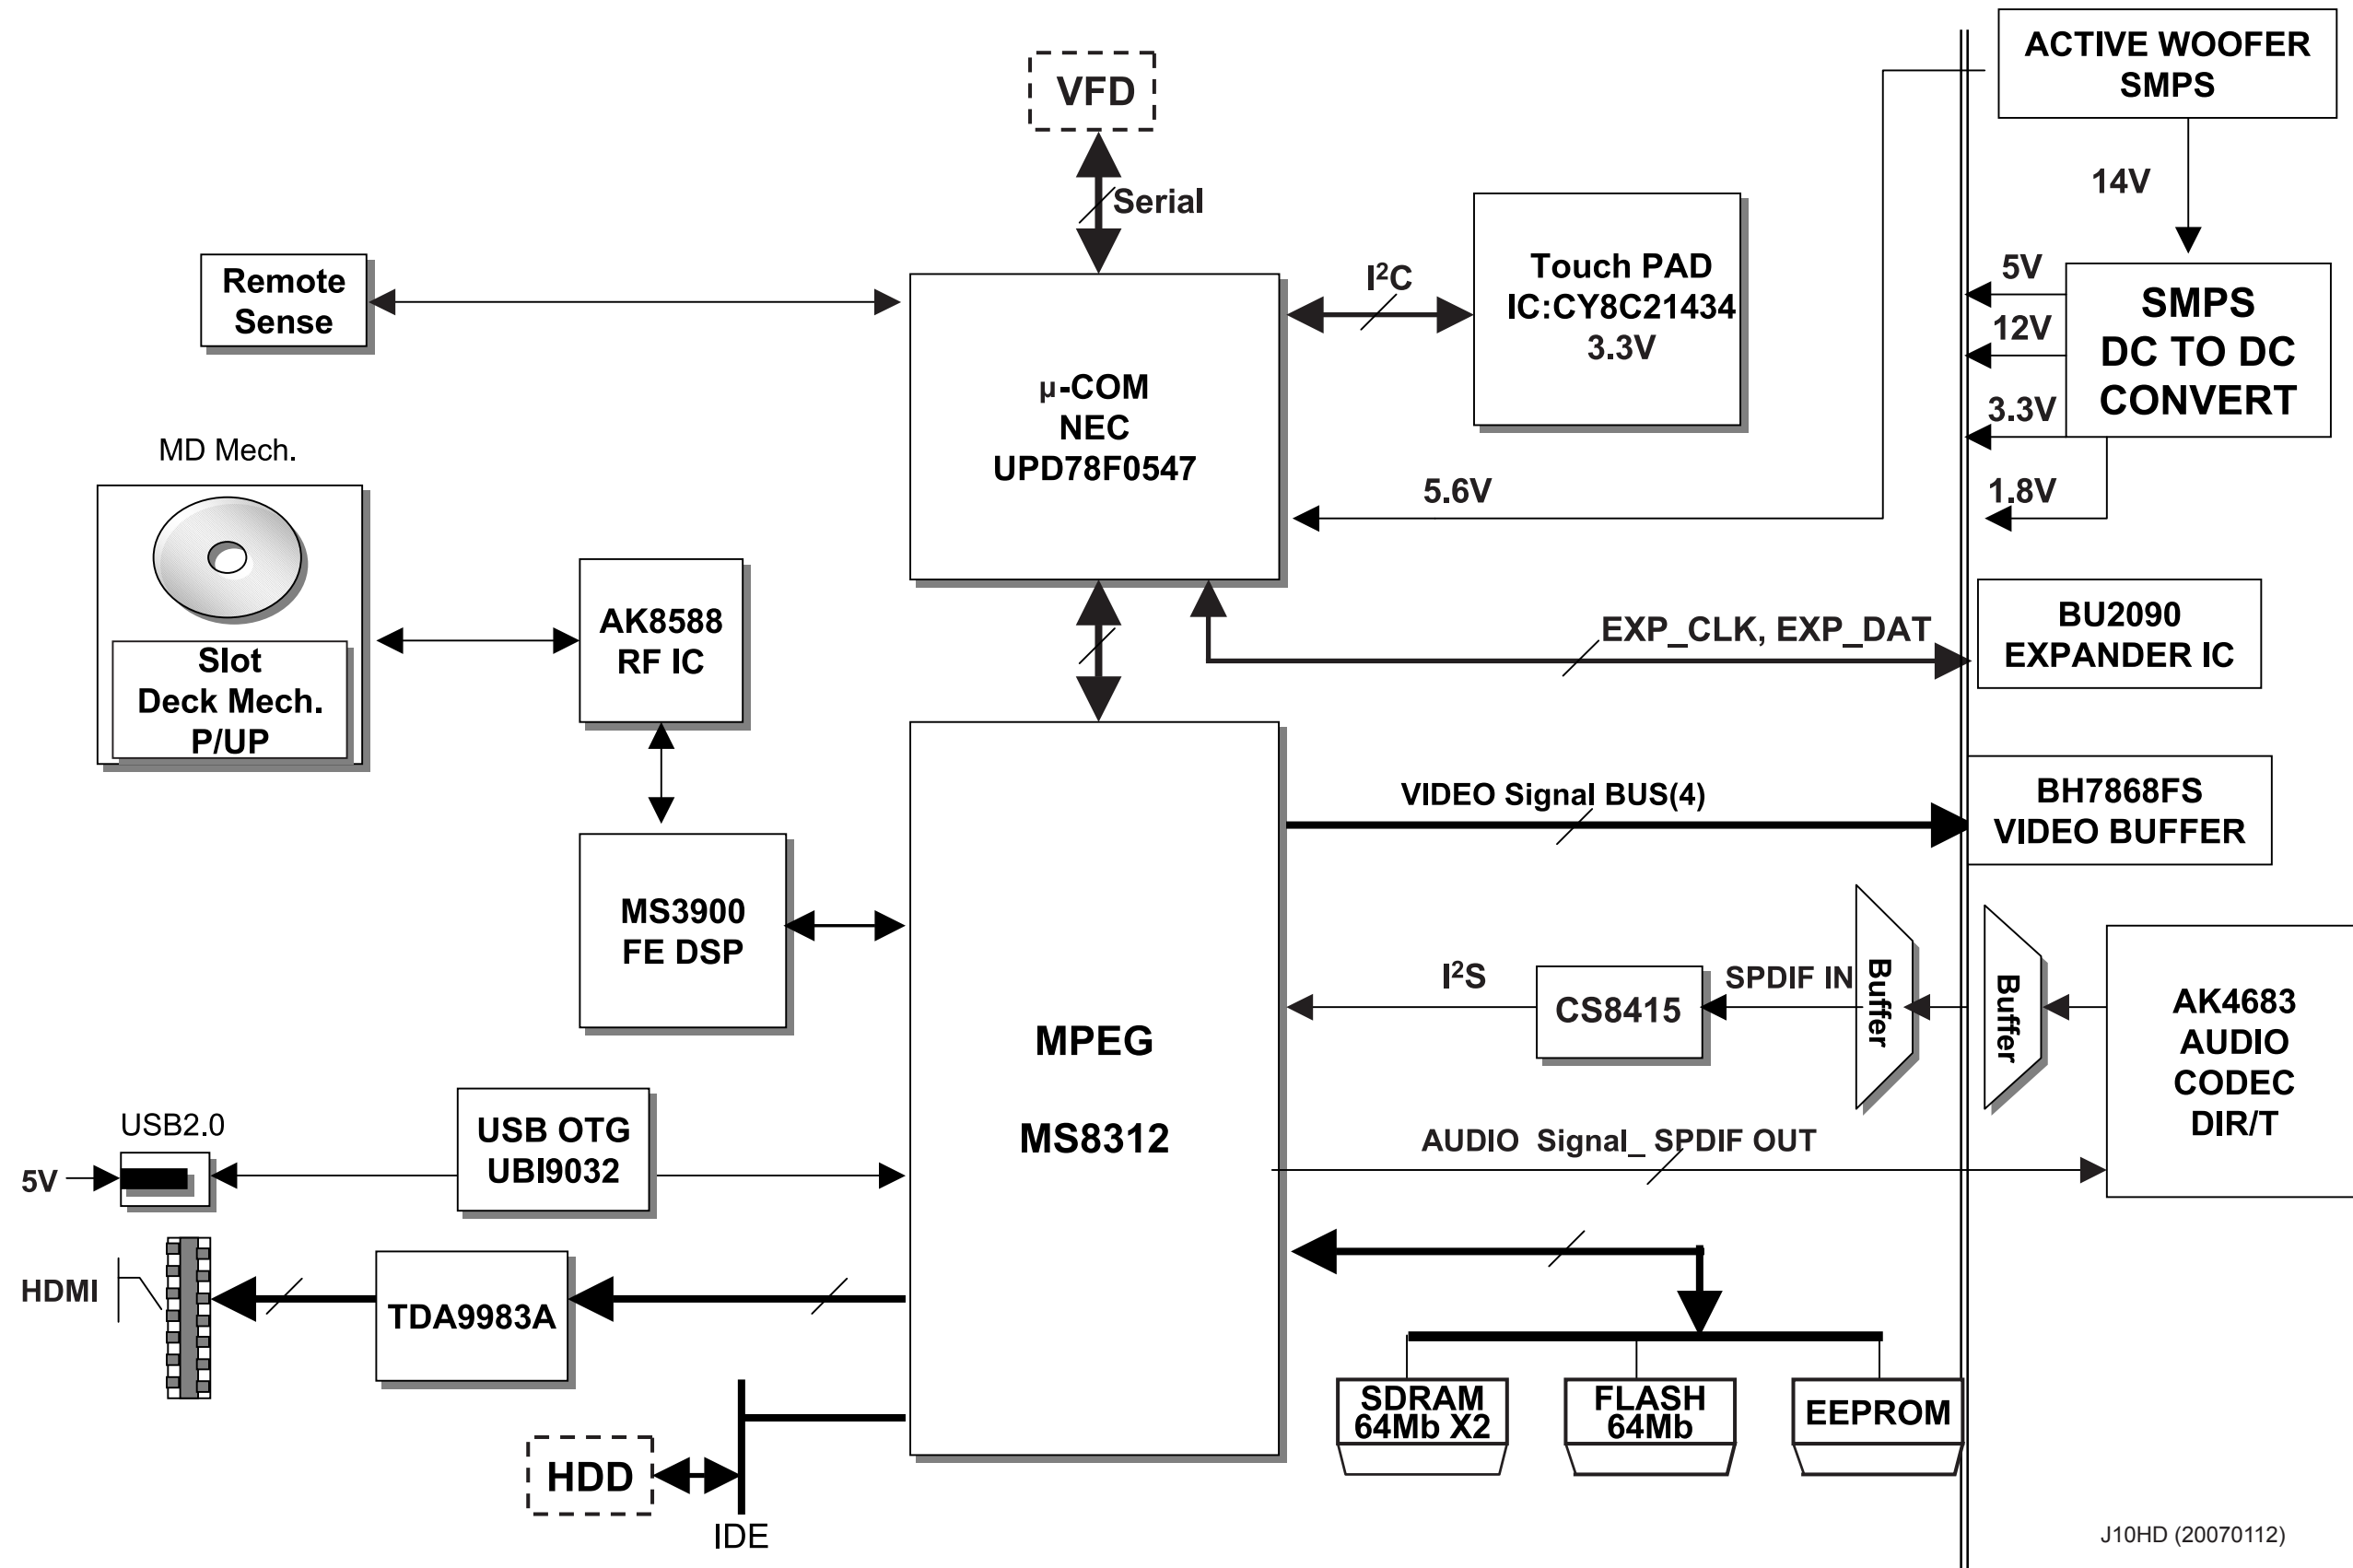 ACTIVE WOOFER
SMPS
14V
VFD
Serial
Remote
Sense
I²C
Touch PAD
IC:CY8C21434
3.3V
5V
12V
3.3V
1.8V
SMPS
DC TO DC
CONVERT
µ-COM
NEC
UPD78F0547
5.6V
MD Mech.
Slot
Deck Mech.
P/UP
AK8588
RF IC
EXP_CLK, EXP_DAT
BU2090
EXPANDER IC
VIDEO Signal BUS(4)
BH7868FS
VIDEO BUFFER
MS3900
FE DSP
MPEG
MS8312
I²S
CS8415
SPDIF IN
Buffer
Buffer
AK4683
AUDIO
CODEC
DIR/T
AUDIO Signal_ SPDIF OUT
USB2.0
5V
USB OTG
UBI9032
HDMI
TDA9983A
HDD
IDE
SDRAM
64Mb X2
FLASH
64Mb
EEPROM
J10HD (20070112)